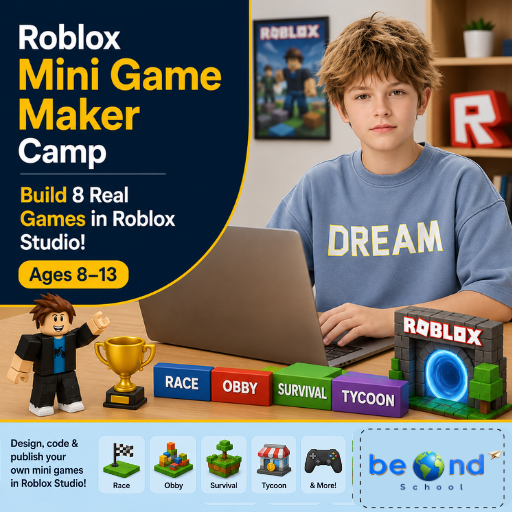 Roblox
Mini Game
Maker
Camp
Build 8 Real
Games in Roblox
Studio!
Ages 8–13
ROBLOX
R
DREAM
ROBLOX
RACE
OBBY
SURVIVAL
TYCOON
Design, code &
publish your
own mini games
in Roblox Studio!
Race
Obby
Survival
Tycoon
& More!
be nd
School